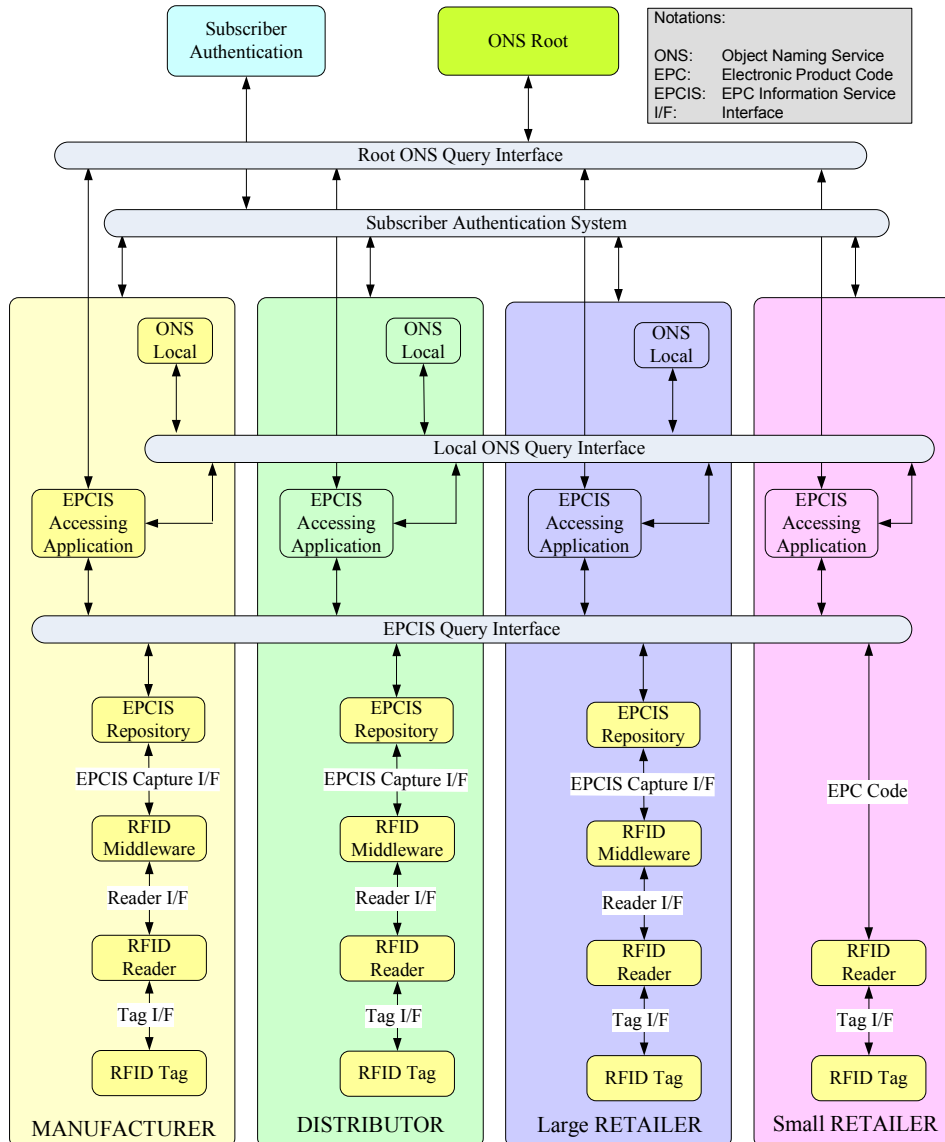 Subscriber
Authentication
ONS Root
Notations:
ONS: Object Naming Service
EPC: Electronic Product Code
EPCIS: EPC Information Service
I/F: Interface
Root ONS Query Interface
Subscriber Authentication System
ONS
Local
ONS
Local
ONS
Local
Local ONS Query Interface
EPCIS
Accessing
Application
EPCIS
Accessing
Application
EPCIS
Accessing
Application
EPCIS
Accessing
Application
EPCIS Query Interface
EPCIS
Repository
EPCIS
Repository
EPCIS
Repository
EPCIS Capture I/F
EPCIS Capture I/F
EPCIS Capture I/F
EPC Code
RFID
Middleware
RFID
Middleware
RFID
Middleware
Reader I/F
Reader I/F
Reader I/F
RFID
Reader
RFID
Reader
RFID
Reader
RFID
Reader
Tag I/F
Tag I/F
Tag I/F
Tag I/F
RFID Tag
RFID Tag
RFID Tag
RFID Tag
MANUFACTURER
DISTRIBUTOR
Large RETAILER
Small RETAILER